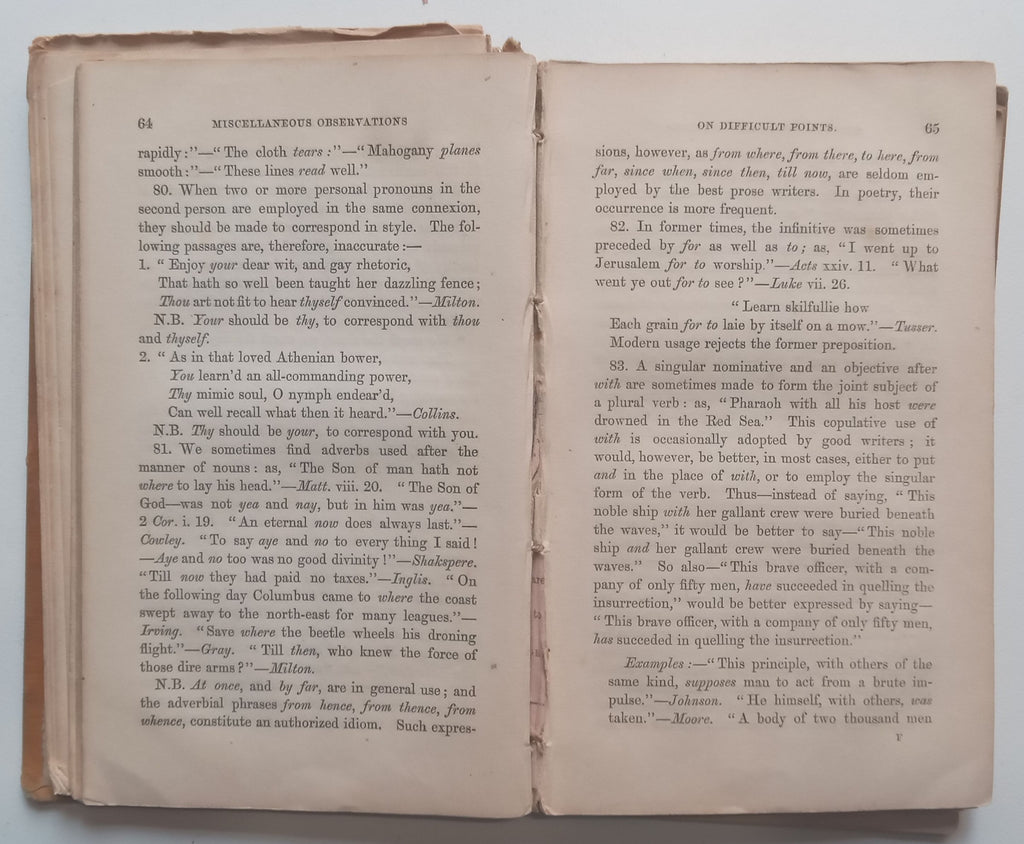 64 MISCELLANEOUS OBSERVATIONS
rapidly:"—"The cloth tears:"—"Mahogany planes
smooth:"—"These lines read well."
80. When two or more personal pronouns in the
second person are employed in the same connexion,
they should be made to correspond in style. The fol-
lowing passages are, therefore, inaccurate:—
1. "Enjoy your dear wit, and gay rhetoric,
That hath so well been taught her dazzling fence;
Thou art not fit to hear thyself convinced."—Milton.
N.B. Your should be thy, to correspond with thou
and thyself.
2. "As in that loved Athenian bower,
You learn'd an all-commanding power,
Thy mimic soul, O nymph endear'd,
Can well recall what then it heard."—Collins.
N.B. Thy should be your, to correspond with you.
81. We sometimes find adverbs used after the
manner of nouns: as, "The Son of man hath not
where to lay his head."—Matt. viii. 20. "The Son of
God—was not yea and nay, but in him was yea."—
2 Cor. i. 19. "An eternal now does always last."—
Cowley. "To say aye and no to every thing I said!
—Aye and no too was no good divinity!"—Shakspere.
"Till now they had paid no taxes."—Inglis. "On
the following day Columbus came to where the coast
swept away to the north-east for many leagues."—
Irving. "Save where the beetle wheels his droning
flight."—Gray. "Till then, who knew the force of
those dire arms?"—Milton.
N.B. At once, and by far, are in general use; and
the adverbial phrases from hence, from thence, from
whence, constitute an authorized idiom. Such expres-
ON DIFFICULT POINTS. 65
sions, however, as from where, from there, to here, from
far, since when, since then, till now, are seldom em-
ployed by the best prose writers. In poetry, their
occurrence is more frequent.
82. In former times, the infinitive was sometimes
preceded by for as well as to; as, "I went up to
Jerusalem for to worship."—Acts xxiv. 11. "What
went ye out for to see?"—Luke vii. 26.
"Learn skilfullie how
Each grain for to laie by itself on a mow."—Tusser.
Modern usage rejects the former preposition.
83. A singular nominative and an objective after
with are sometimes made to form the joint subject of
a plural verb: as, "Pharaoh with all his host were
drowned in the Red Sea." This copulative use of
with is occasionally adopted by good writers; it
would, however, be better, in most cases, either to put
and in the place of with, or to employ the singular
form of the verb. Thus—instead of saying, "This
noble ship with her gallant crew were buried beneath
the waves," it would be better to say—"This noble
ship and her gallant crew were buried beneath the
waves." So also—"This brave officer, with a com-
pany of only fifty men, have succeeded in quelling the
insurrection," would be better expressed by saying—
"This brave officer, with a company of only fifty men,
has succeded in quelling the insurrection."
Examples:—"This principle, with others of the
same kind, supposes man to act from a brute im-
pulse."—Johnson. "He himself, with others, was
taken."—Moore. "A body of two thousand men
F